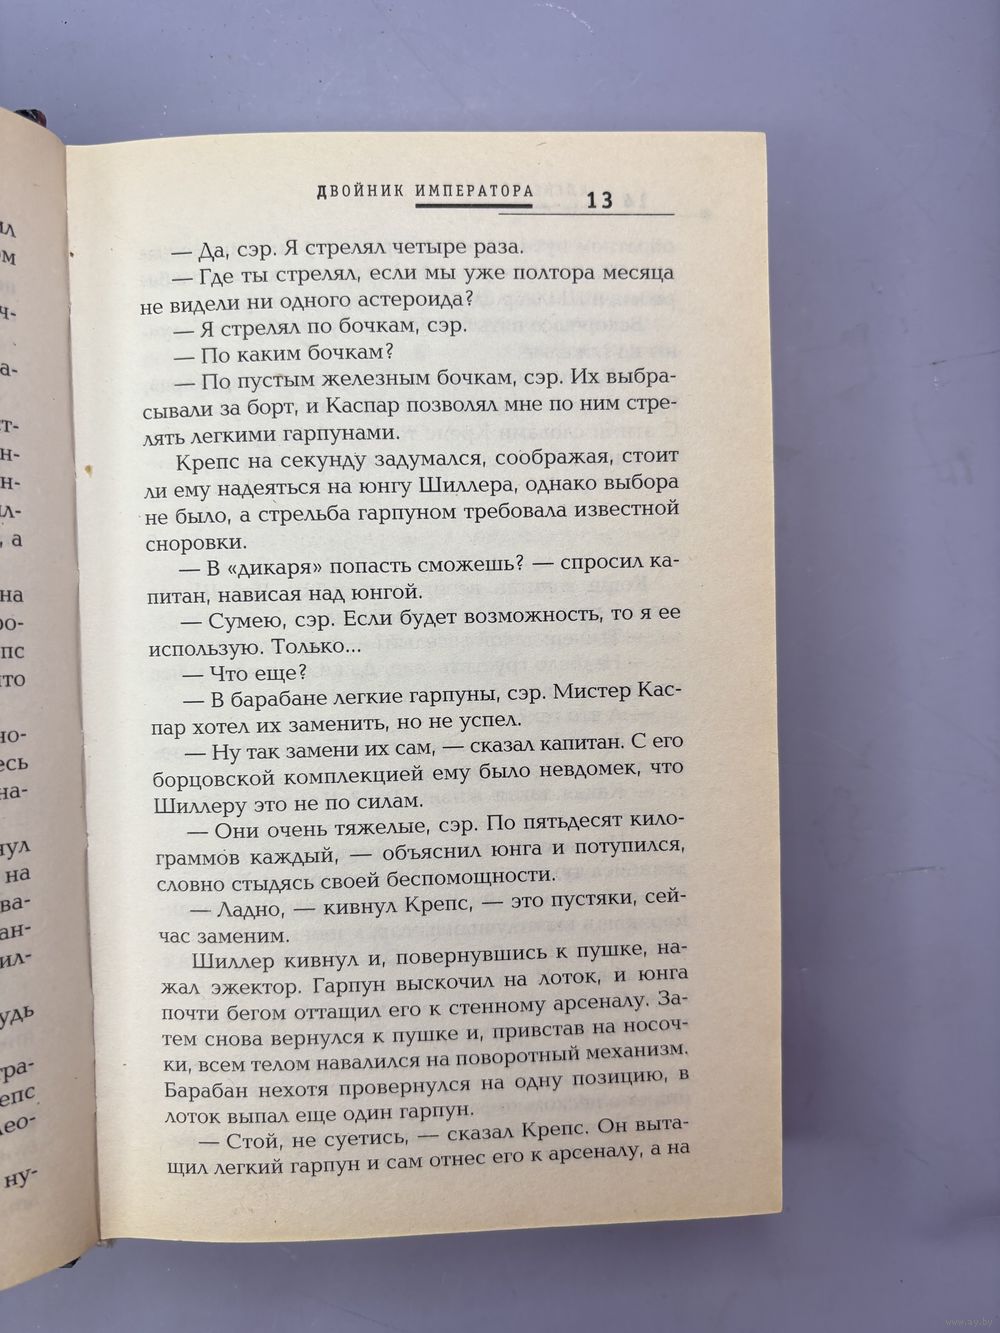 ДВОЙНИК ИМПЕРАТОРА 13
— Да, сэр. Я стрелял четыре раза.
— Где ты стрелял, если мы уже полтора месяца
не видели ни одного астероида?
— Я стрелял по бочкам, сэр.
— По каким бочкам?
— По пустым железным бочкам, сэр. Их выбра-
сывали за борт, и Каспар позволял мне по ним стре-
лять легкими гарпунами.
Крепс на секунду задумался, соображая, стоит
ли ему надеяться на юнгу Шиллера, однако выбора
не было, а стрельба гарпуном требовала известной
сноровки.
— В «дикаря» попасть сможешь? — спросил ка-
питан, нависая над юнгой.
— Сумею, сэр. Если будет возможность, то я ее
использую. Только...
— Что еще?
— В барабане легкие гарпуны, сэр. Мистер Кас-
пар хотел их заменить, но не успел.
— Ну так замени их сам, — сказал капитан. С его
борцовской комплекцией ему было невдомек, что
Шиллеру это не по силам.
— Они очень тяжелые, сэр. По пятьдесят кило-
граммов каждый, — объяснил юнга и потупился,
словно стыдясь своей беспомощности.
— Ладно, — кивнул Крепс, — это пустяки, сей-
час заменим.
Шиллер кивнул и, повернувшись к пушке, на-
жал эжектор. Гарпун выскочил на лоток, и юнга
почти бегом оттащил его к стенному арсеналу. За-
тем снова вернулся к пушке и, привстав на носоч-
ки, всем телом навалился на поворотный механизм.
Барабан нехотя провернулся на одну позицию, в
лоток выпал еще один гарпун.
— Стой, не суетись, — сказал Крепс. Он выта-
щил легкий гарпун и сам отнес его к арсеналу, а на
www.ay.by